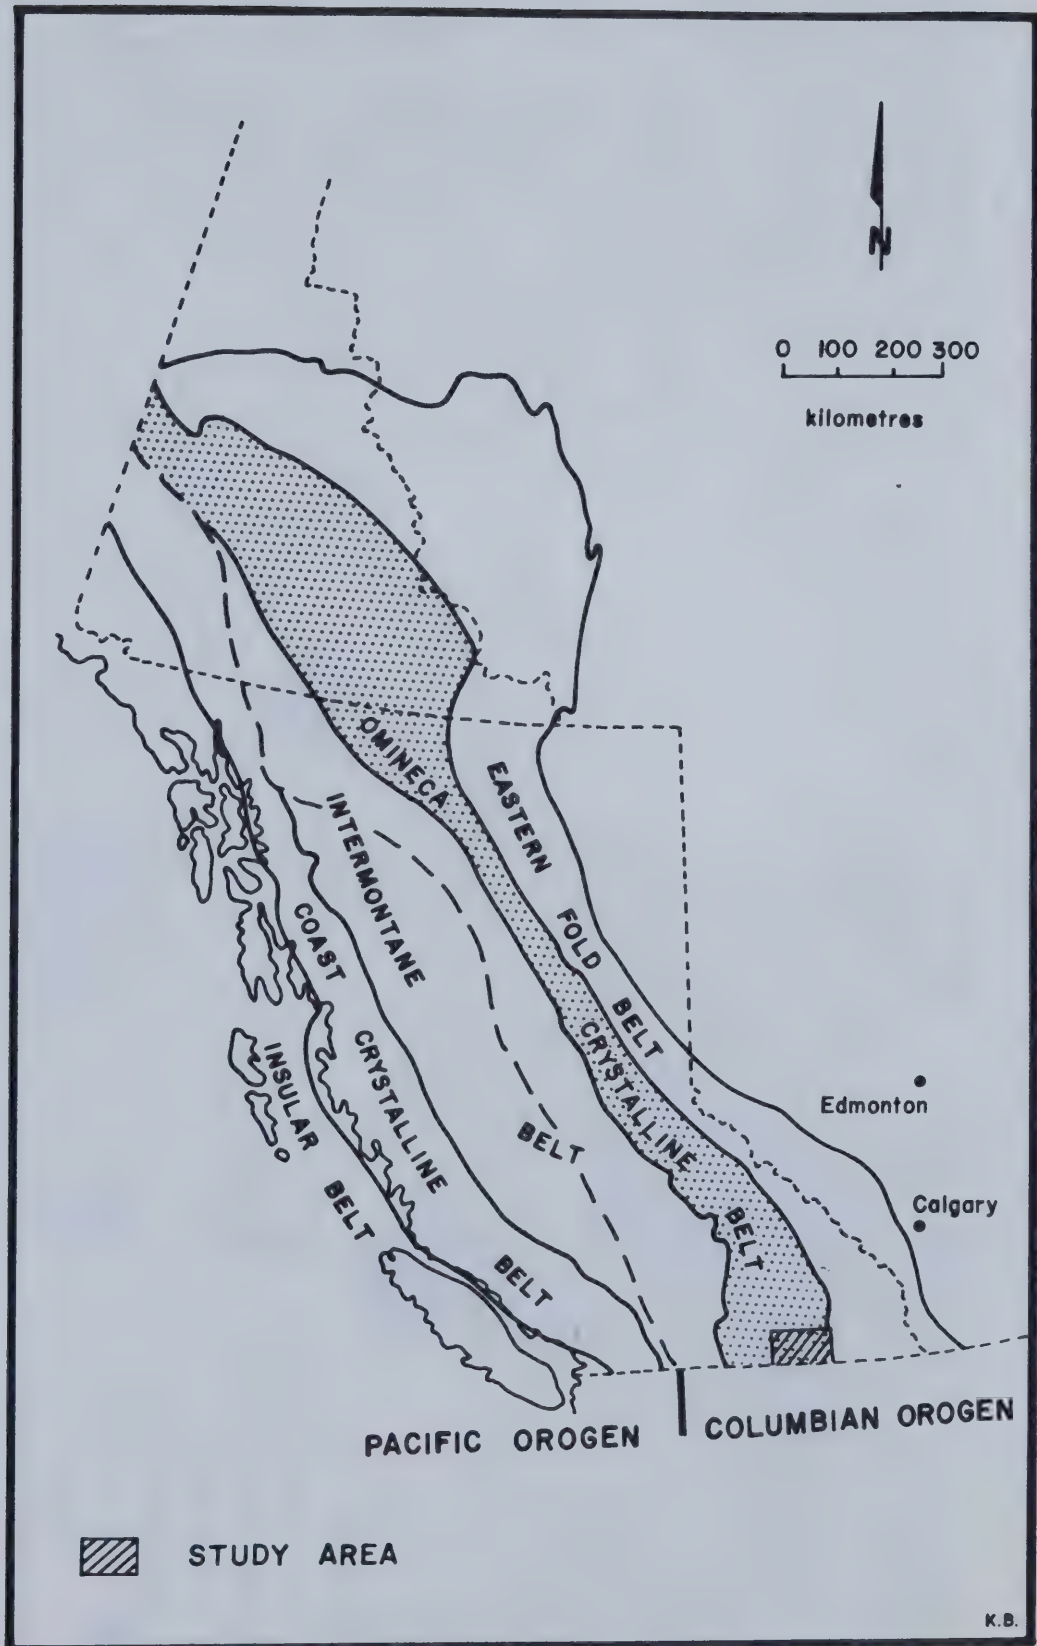 N
0 100 200 300
kilometres
OMINECA CRYSTALLINE BELT
EASTERN FOLD BELT
INTERMONTANE BELT
COAST CRYSTALLINE BELT
INSULAR BELT
Edmonton
Calgary
PACIFIC OROGEN
COLUMBIAN OROGEN
STUDY AREA
K.B.